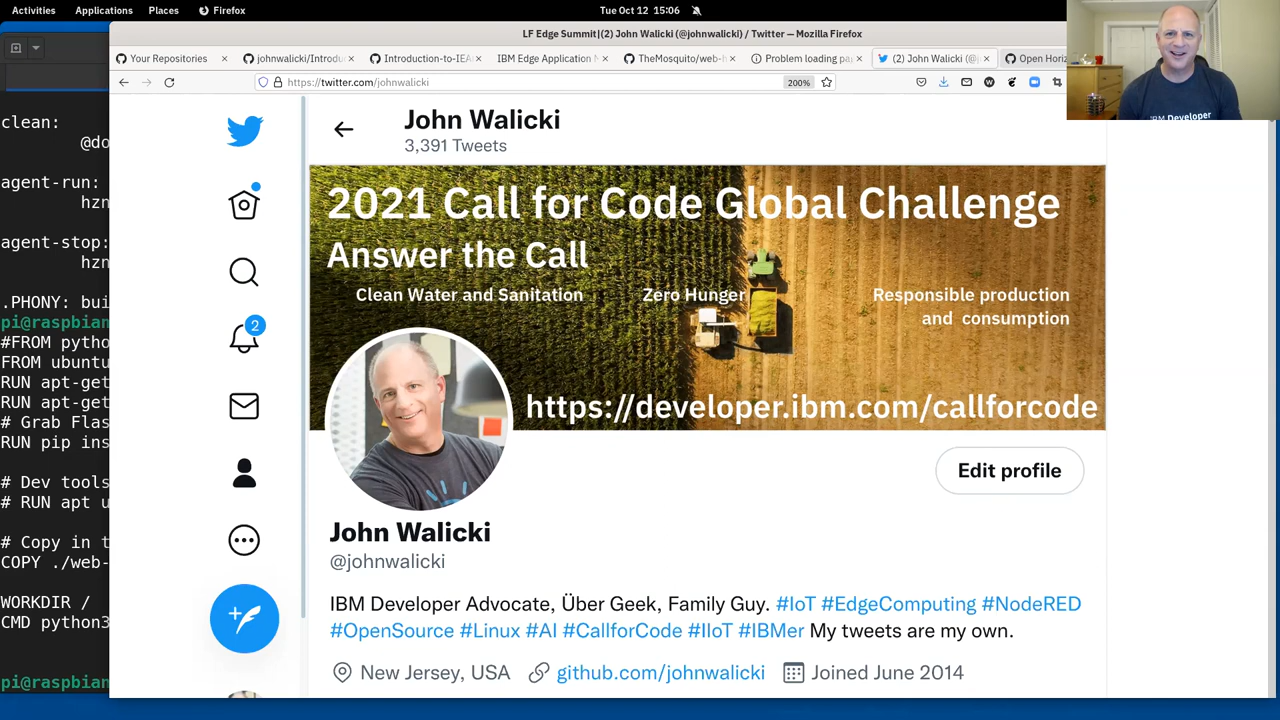 Activities Applications Places Firefox Tue Oct 12 15:06
LF Edge Summit|(2) John Walicki (@johnwalicki) / Twitter — Mozilla Firefox
Your Repositories × johnwalicki/Introdu × Introduction-to-IEA IBM Edge Application M × TheMosquito/web-h × Problem loading pa × (2) John Walicki (@j × Open Horiz
https://twitter.com/johnwalicki 200%
John Walicki
3,391 Tweets
2021 Call for Code Global Challenge
Answer the Call
Clean Water and Sanitation Zero Hunger Responsible production
and consumption
https://developer.ibm.com/callforcode
Edit profile
John Walicki
@johnwalicki
IBM Developer Advocate, Über Geek, Family Guy. #IoT #EdgeComputing #NodeRED
#OpenSource #Linux #AI #CallforCode #IIoT #IBMer My tweets are my own.
New Jersey, USA github.com/johnwalicki Joined June 2014
2
clean:
@do
agent-run:
hzn
agent-stop:
hzn
.PHONY: bui
pi@raspbian
#FROM pytho
FROM ubuntu
RUN apt-get
RUN apt-get
# Grab Flas
RUN pip ins
# Dev tools
# RUN apt u
# Copy in t
COPY ./web-
WORKDIR /
CMD python3
pi@raspbian
IBM Developer